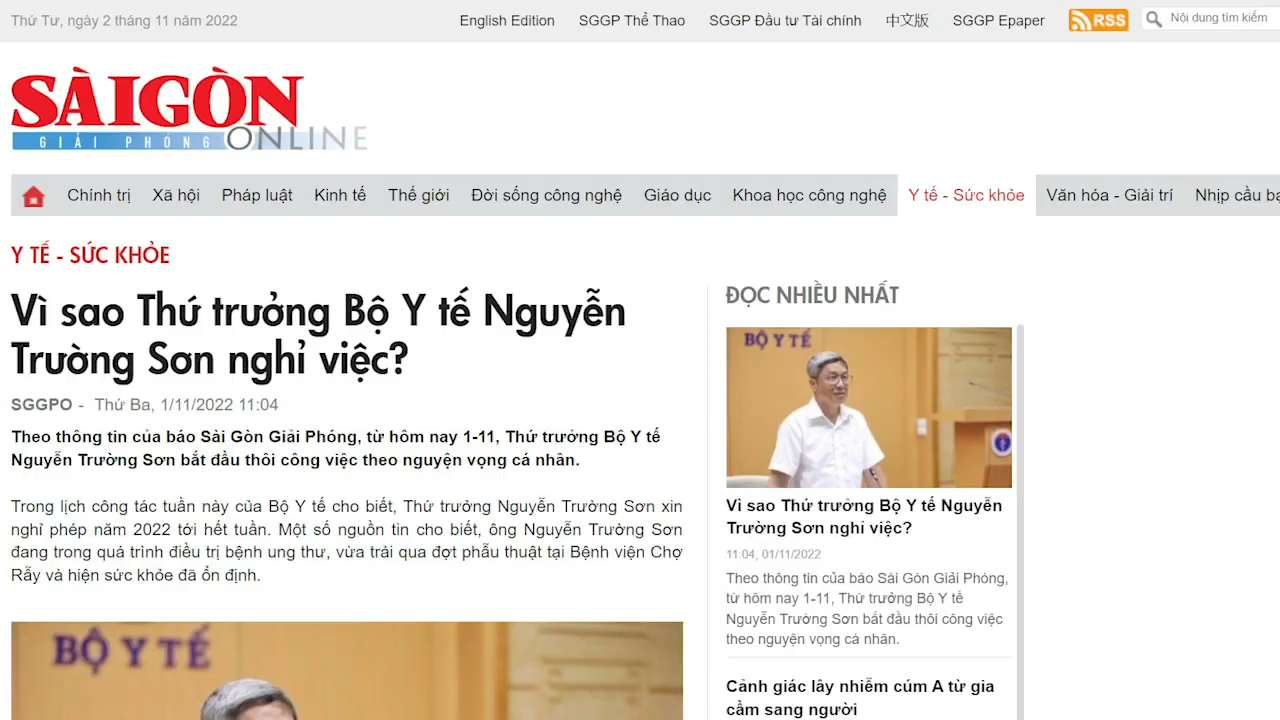 Thứ Tư, ngày 2 tháng 11 năm 2022
English Edition SGGP Thể Thao SGGP Đầu tư Tài chính 中文版 SGGP Epaper RSS Nội dung tìm kiếm
SÀI GÒN
GIẢI PHÓNG ONLINE
Chính trị Xã hội Pháp luật Kinh tế Thế giới Đời sống công nghệ Giáo dục Khoa học công nghệ Y tế - Sức khỏe Văn hóa - Giải trí Nhịp cầu
Y TẾ - SỨC KHỎE
Vì sao Thứ trưởng Bộ Y tế Nguyễn
Trường Sơn nghỉ việc?
SGGPO - Thứ Ba, 1/11/2022 11:04
Theo thông tin của báo Sài Gòn Giải Phóng, từ hôm nay 1-11, Thứ trưởng Bộ Y tế
Nguyễn Trường Sơn bắt đầu thôi công việc theo nguyện vọng cá nhân.
Trong lịch công tác tuần này của Bộ Y tế cho biết, Thứ trưởng Nguyễn Trường Sơn xin
nghỉ phép năm 2022 tới hết tuần. Một số nguồn tin cho biết, ông Nguyễn Trường Sơn
đang trong quá trình điều trị bệnh ung thư, vừa trải qua đợt phẫu thuật tại Bệnh viện Chợ
Rẫy và hiện sức khỏe đã ổn định.
BỘ Y TẾ
ĐỌC NHIỀU NHẤT
BỘ Y TẾ
Vì sao Thứ trưởng Bộ Y tế Nguyễn
Trường Sơn nghỉ việc?
11:04, 01/11/2022
Theo thông tin của báo Sài Gòn Giải Phóng,
từ hôm nay 1-11, Thứ trưởng Bộ Y tế
Nguyễn Trường Sơn bắt đầu thôi công việc
theo nguyện vọng cá nhân.
Cảnh giác lây nhiễm cúm A từ gia
cầm sang người